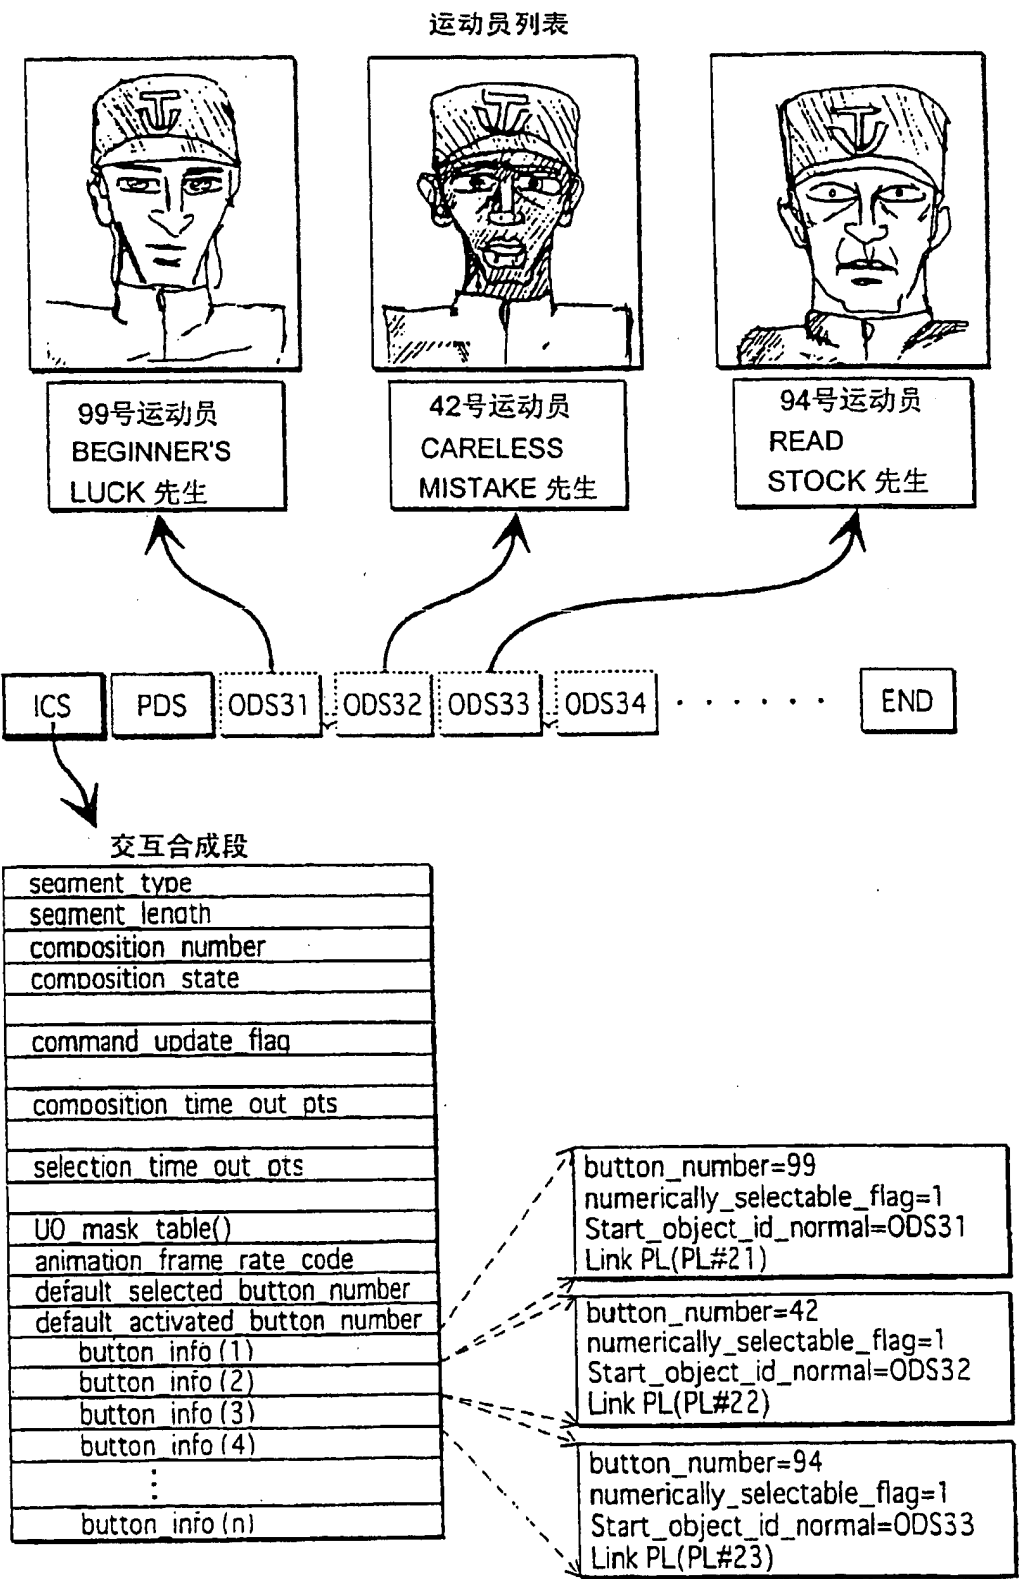 运动员列表
99号运动员
BEGINNER'S
LUCK 先生
42号运动员
CARELESS
MISTAKE 先生
94号运动员
READ
STOCK 先生
ICS PDS ODS31 ODS32 ODS33 ODS34 ······· END
交互合成段
segment_type
segment_length
composition_number
composition_state
command_update_flag
composition_time_out_pts
selection_time_out_pts
UO_mask_table()
animation_frame_rate_code
default_selected_button_number
default_activated_button_number
button_info(1)
button_info(2)
button_info(3)
button_info(4)
⋮
button_info(n)
button_number=99
numerically_selectable_flag=1
Start_object_id_normal=ODS31
Link PL(PL#21)
button_number=42
numerically_selectable_flag=1
Start_object_id_normal=ODS32
Link PL(PL#22)
button_number=94
numerically_selectable_flag=1
Start_object_id_normal=ODS33
Link PL(PL#23)